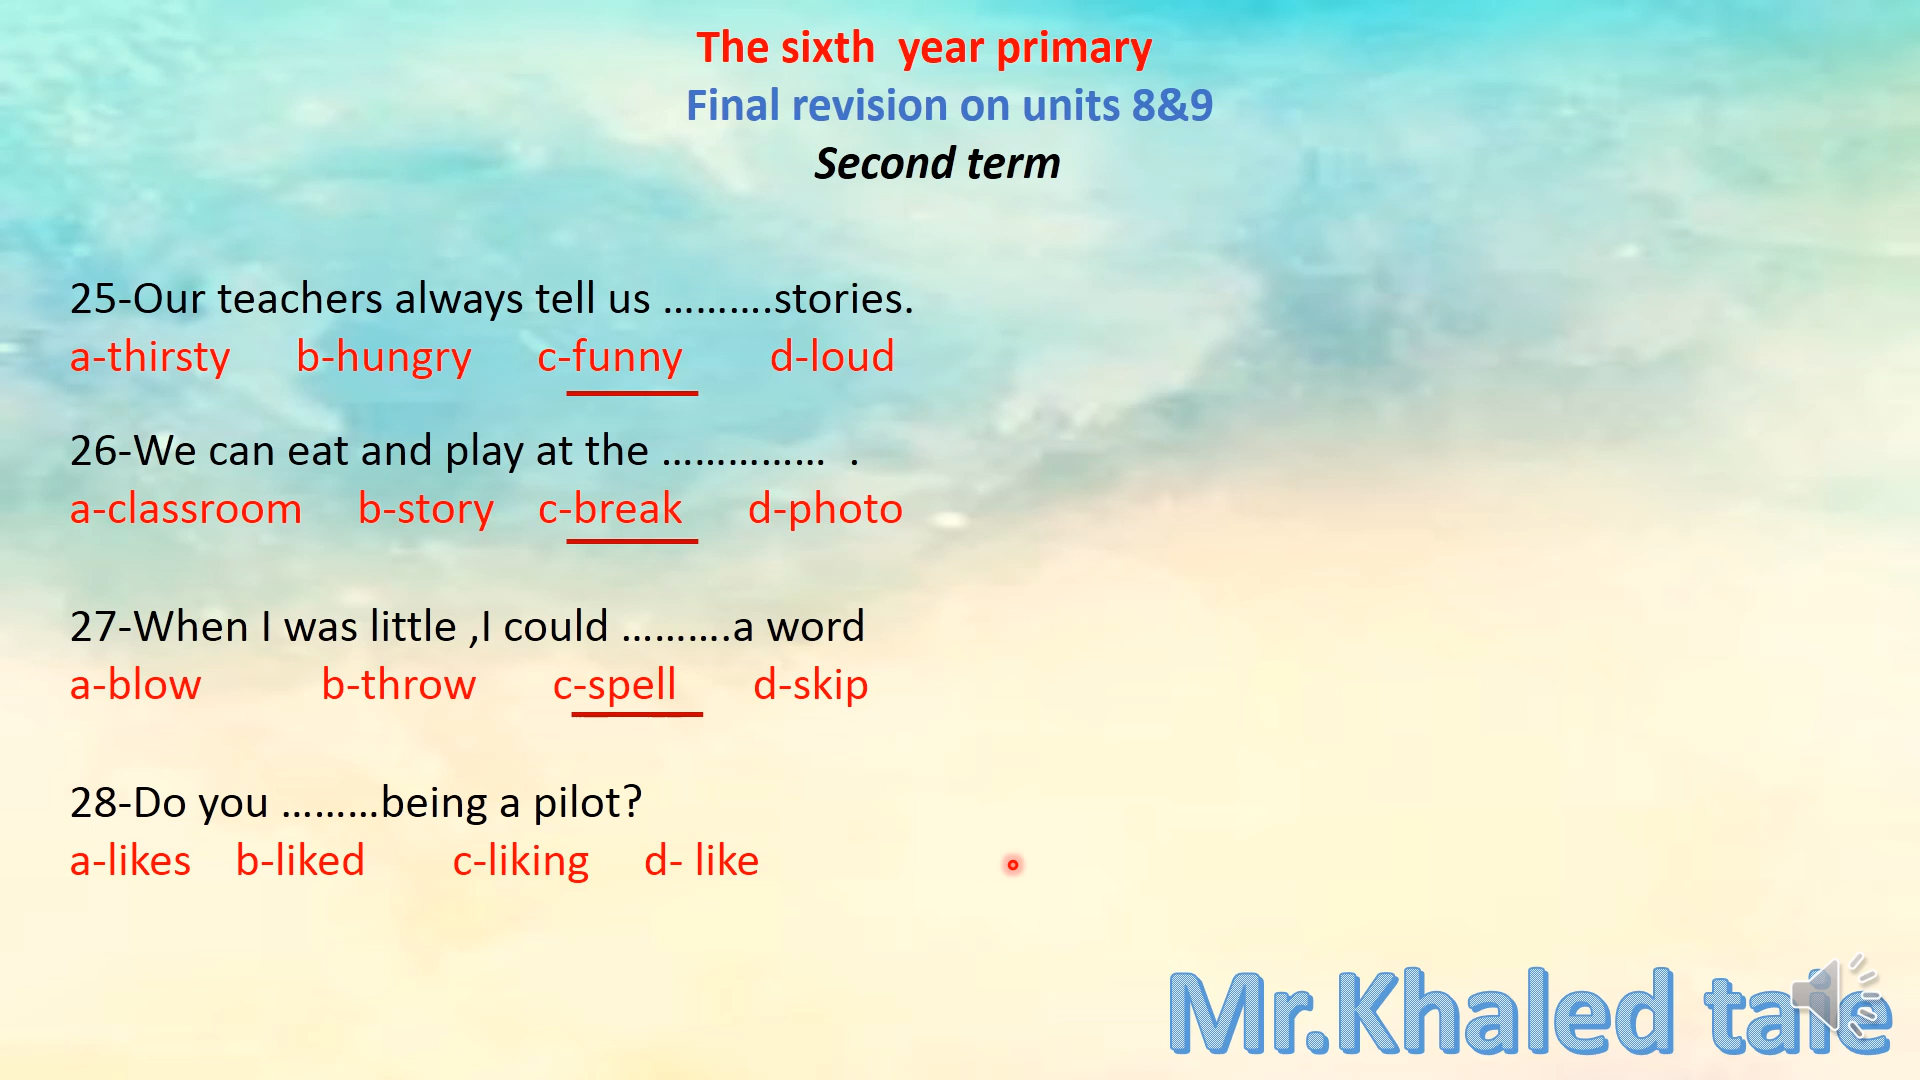 The sixth  year primary
Final revision on units 8&9
Second term
25-Our teachers always tell us ……….stories.
a-thirsty b-hungry c-funny d-loud
26-We can eat and play at the …………… .
a-classroom b-story c-break d-photo
27-When I was little ,I could ……….a word
a-blow b-throw c-spell d-skip
28-Do you ………being a pilot?
a-likes b-liked c-liking d- like
Mr.Khaled taie